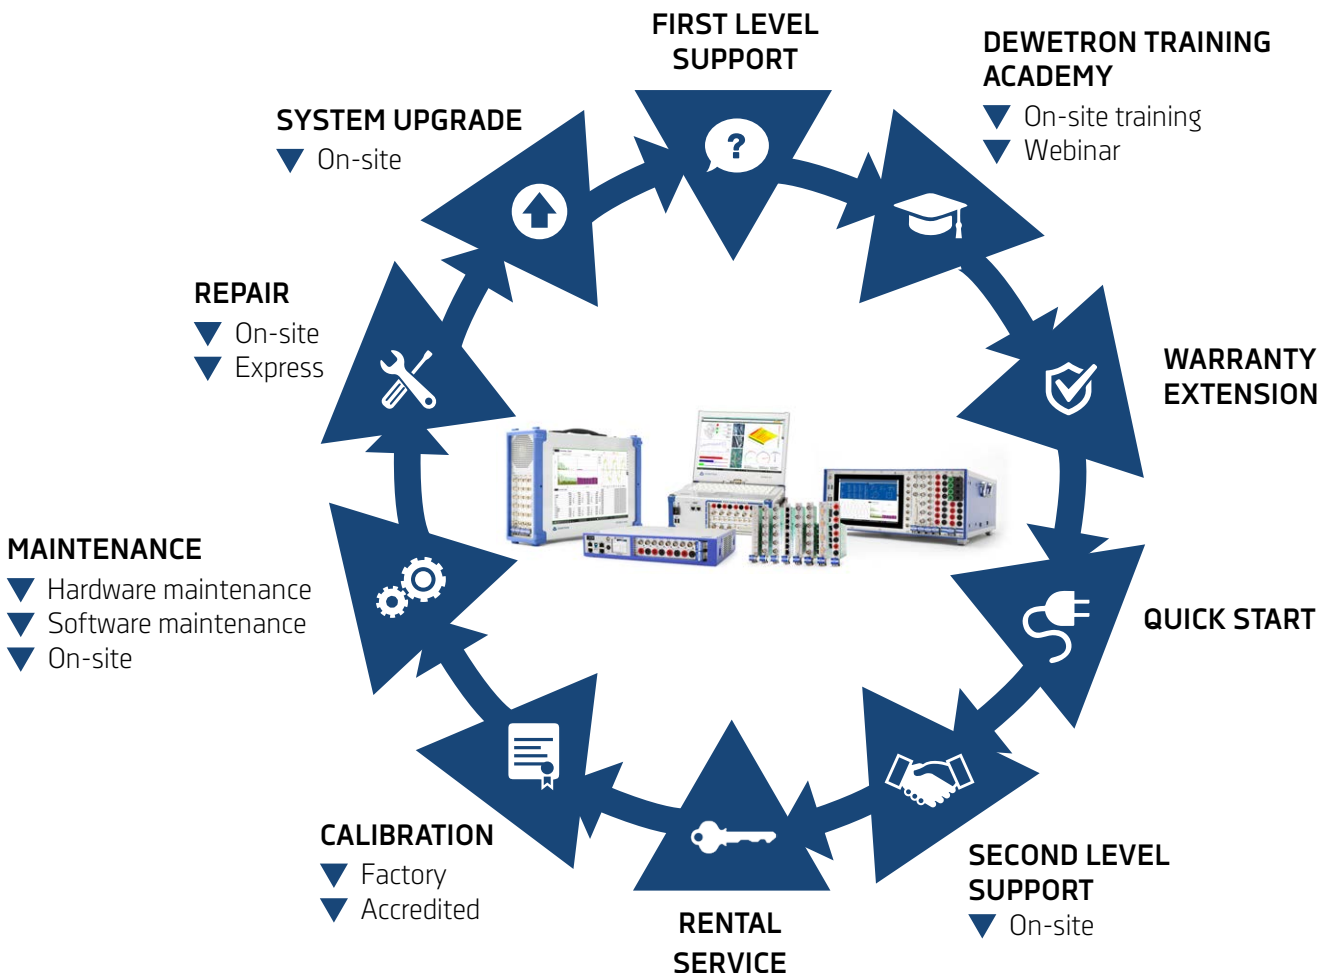 FIRST LEVEL
SUPPORT
?
DEWETRON TRAINING
ACADEMY
On-site training
Webinar
WARRANTY
EXTENSION
QUICK START
SECOND LEVEL
SUPPORT
On-site
RENTAL
SERVICE
CALIBRATION
Factory
Accredited
MAINTENANCE
Hardware maintenance
Software maintenance
On-site
REPAIR
On-site
Express
SYSTEM UPGRADE
On-site